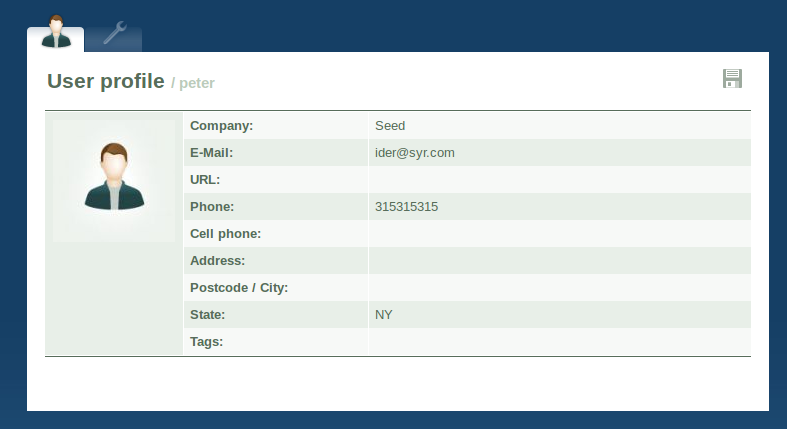 User profile / peter
Company: Seed
E-Mail: ider@syr.com
URL:
Phone: 315315315
Cell phone:
Address:
Postcode / City:
State: NY
Tags: